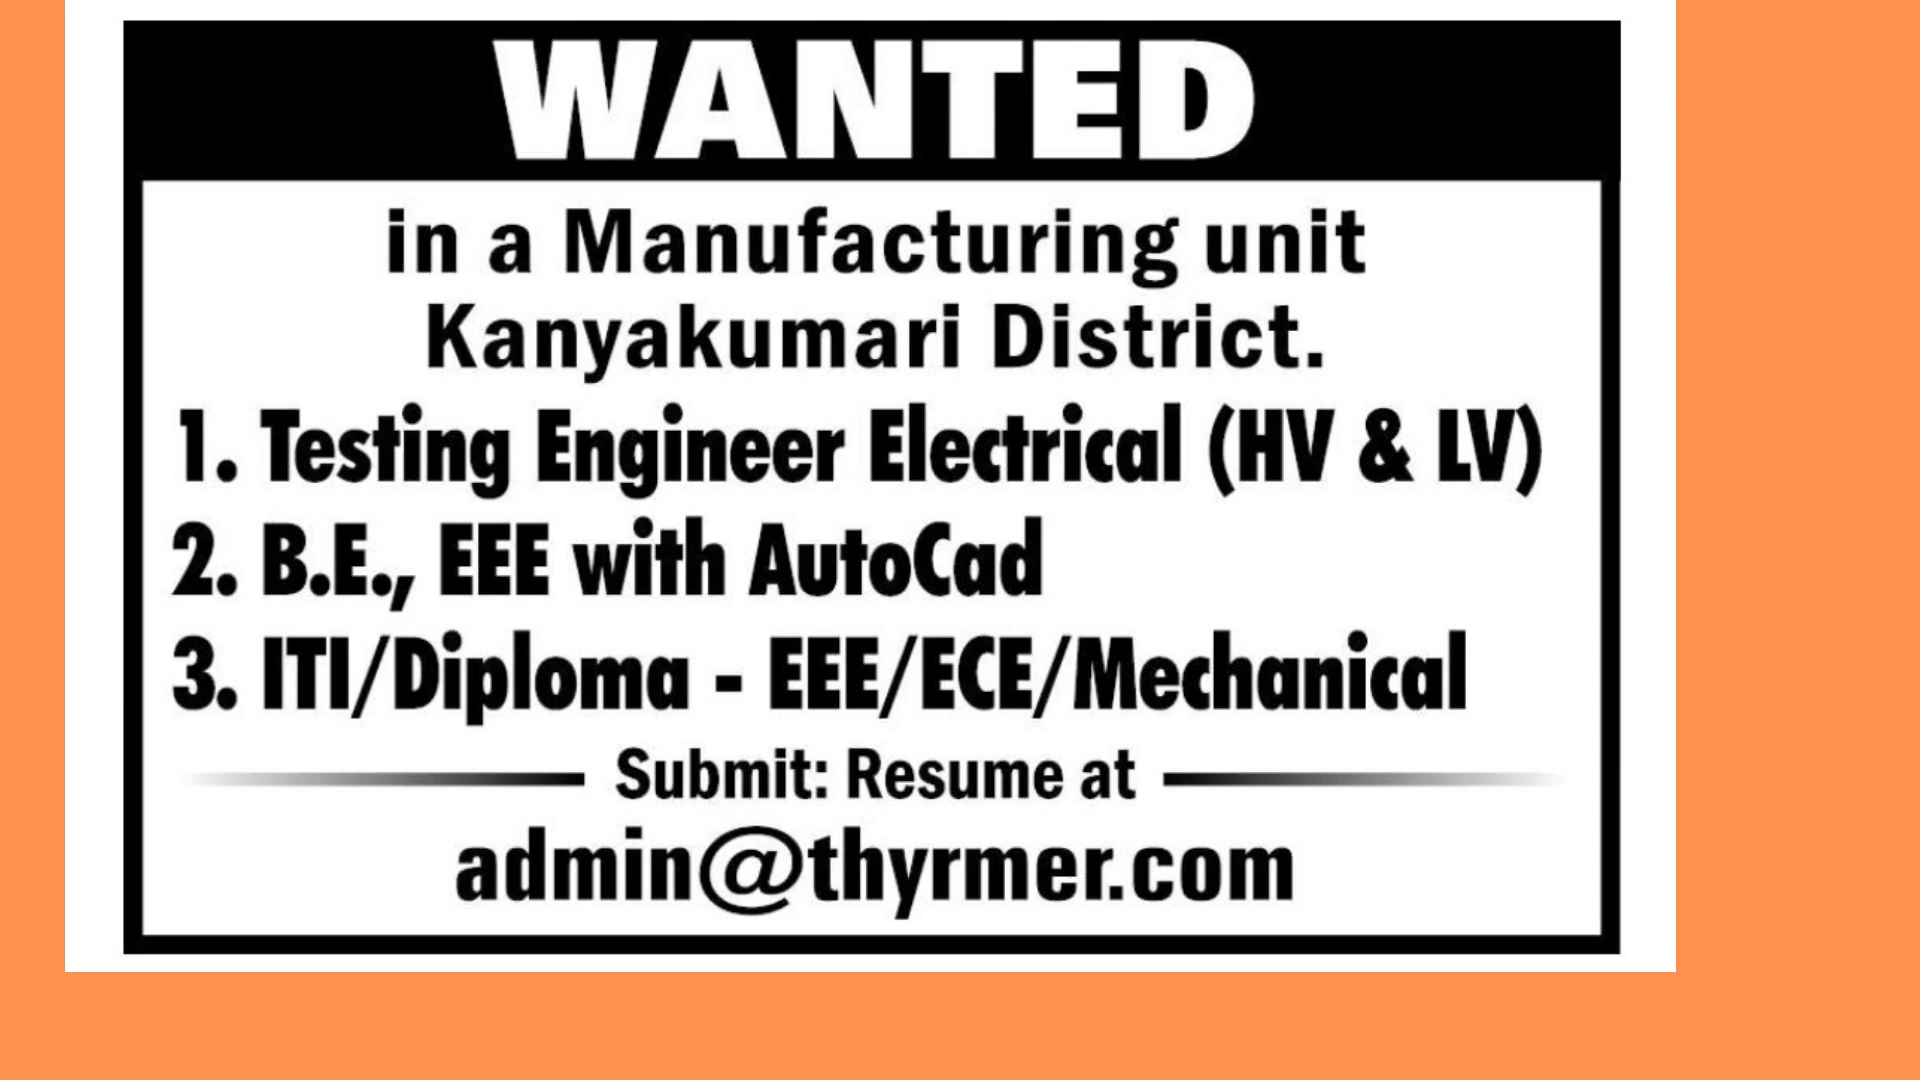 WANTED
in a Manufacturing unit
Kanyakumari District.
1. Testing Engineer Electrical (HV & LV)
2. B.E., EEE with AutoCad
3. ITI/Diploma - EEE/ECE/Mechanical
Submit: Resume at
admin@thyrmer.com